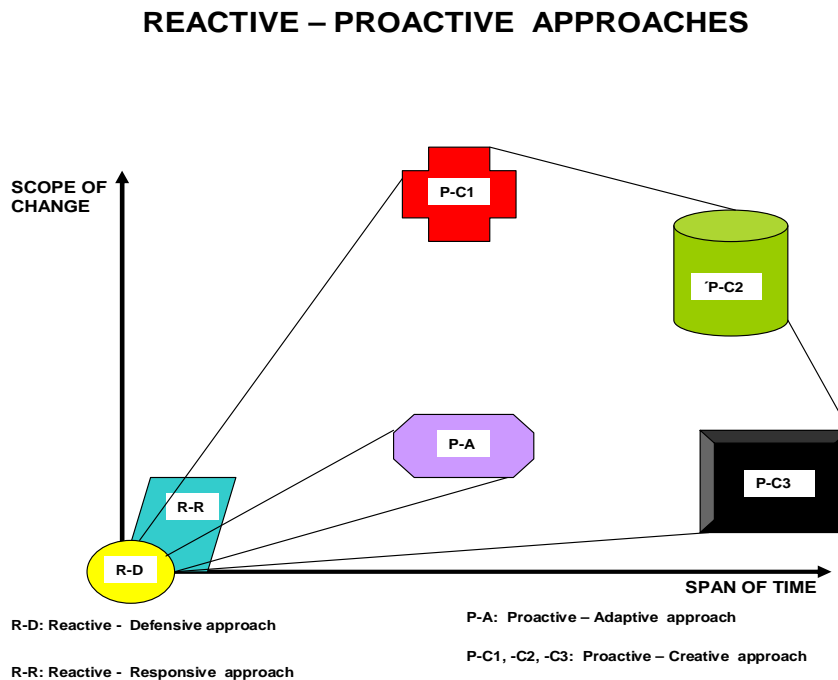 REACTIVE – PROACTIVE APPROACHES
SCOPE OF
CHANGE
P-C1
´P-C2
P-A
P-C3
R-R
R-D
SPAN OF TIME
R-D: Reactive - Defensive approach
P-A: Proactive – Adaptive approach
R-R: Reactive - Responsive approach
P-C1, -C2, -C3: Proactive – Creative approach